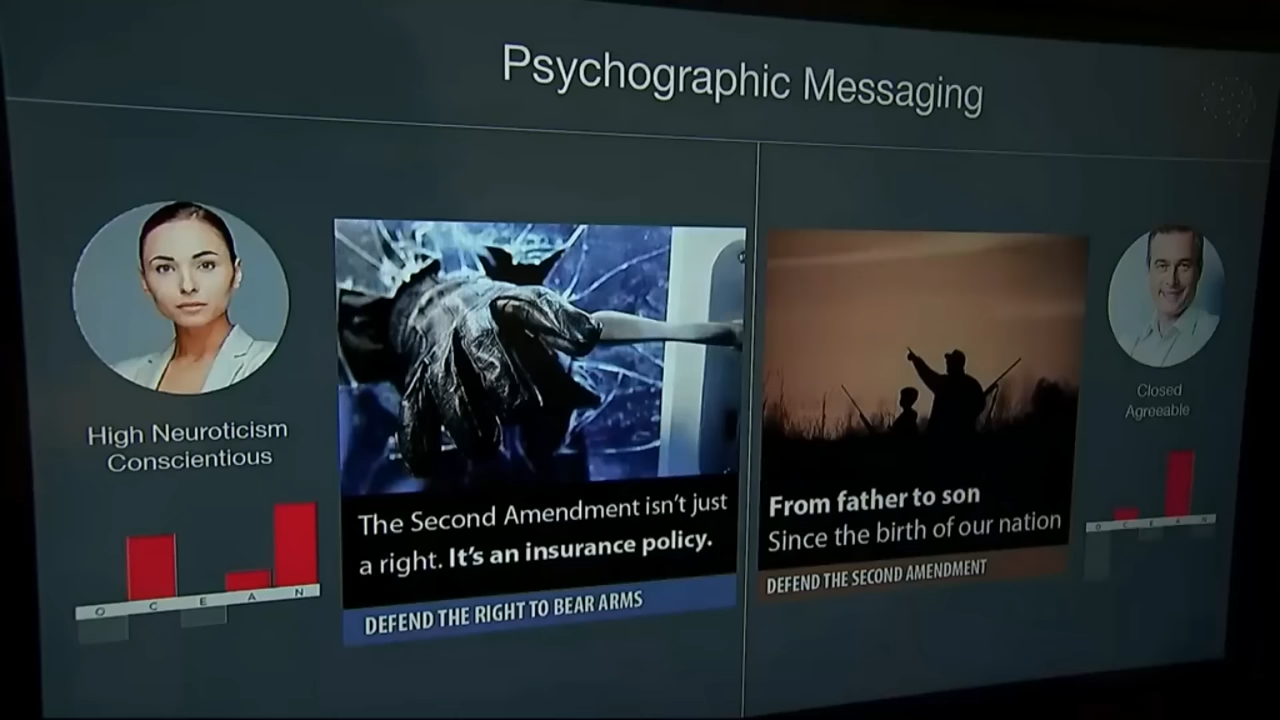 Psychographic Messaging
High Neuroticism
Conscientious
O C E A N
The Second Amendment isn't just
a right. It's an insurance policy.
DEFEND THE RIGHT TO BEAR ARMS
From father to son
Since the birth of our nation
DEFEND THE SECOND AMENDMENT
Closed
Agreeable
O C E A N